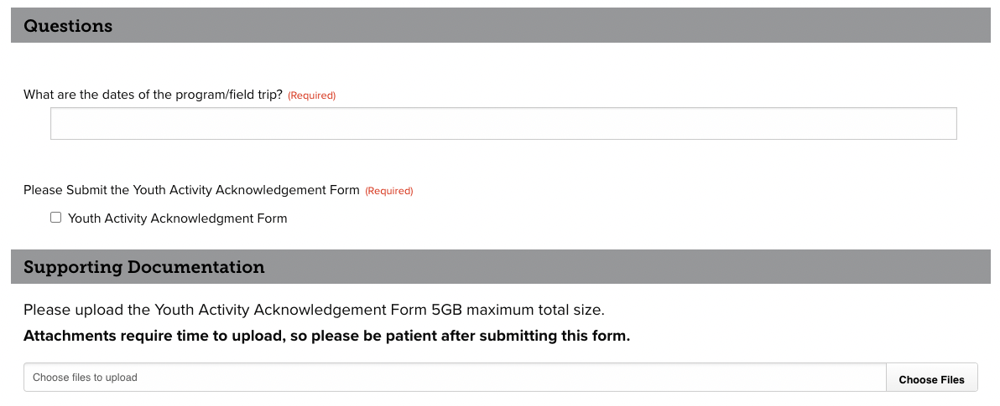 Questions
What are the dates of the program/field trip? (Required)
Please Submit the Youth Activity Acknowledgement Form (Required)
Youth Activity Acknowledgment Form
Supporting Documentation
Please upload the Youth Activity Acknowledgement Form 5GB maximum total size.
Attachments require time to upload, so please be patient after submitting this form.
Choose files to upload Choose Files